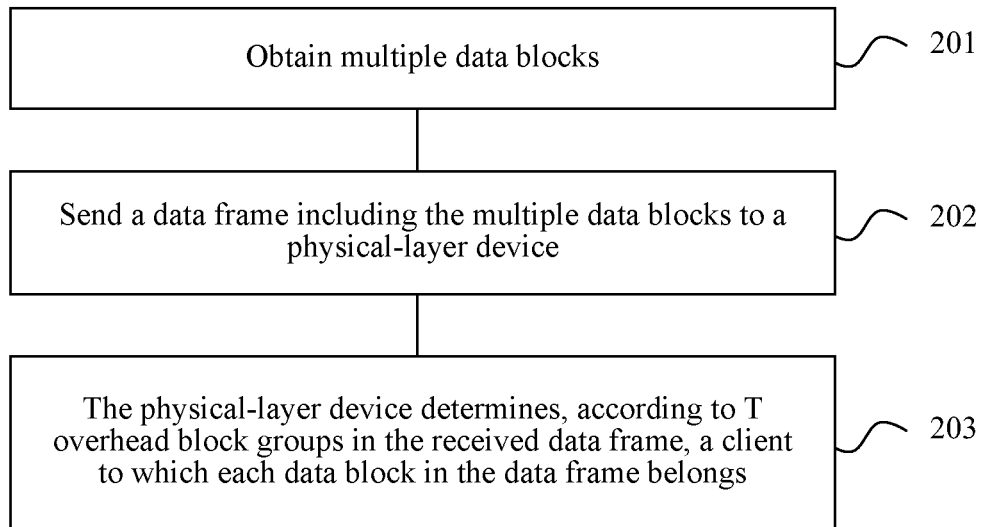 Obtain multiple data blocks
201
Send a data frame including the multiple data blocks to a
physical-layer device
202
The physical-layer device determines, according to T
overhead block groups in the received data frame, a client
to which each data block in the data frame belongs
203